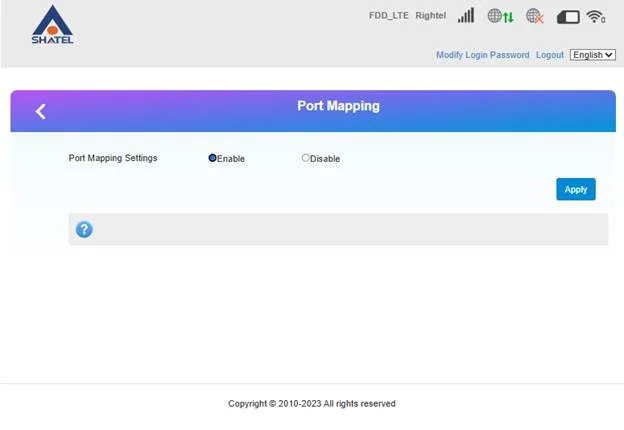 FDD_LTE Rightel
SHATEL
Modify Login Password Logout English
Port Mapping
Port Mapping Settings Enable Disable
Apply
?
Copyright © 2010-2023 All rights reserved